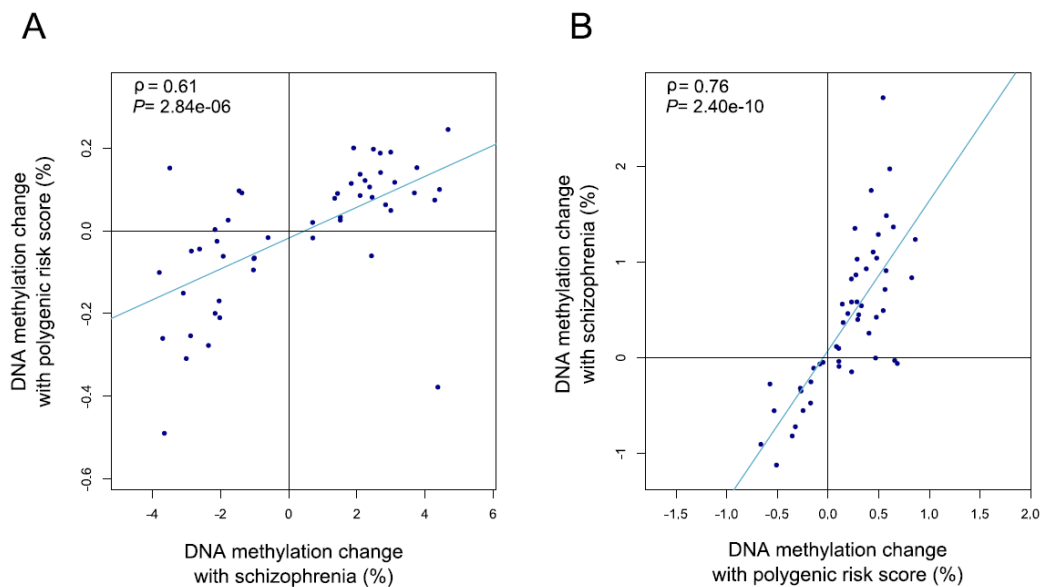 A
ρ = 0.61
P= 2.84e-06
DNA methylation change
with polygenic risk score (%)
0.2
0.0
-0.2
-0.4
-0.6
-4 -2 0 2 4 6
DNA methylation change
with schizophrenia (%)
B
ρ = 0.76
P= 2.40e-10
DNA methylation change
with schizophrenia (%)
2
1
0
-1
-1.5 -1.0 -0.5 0.0 0.5 1.0 1.5 2.0
DNA methylation change
with polygenic risk score (%)